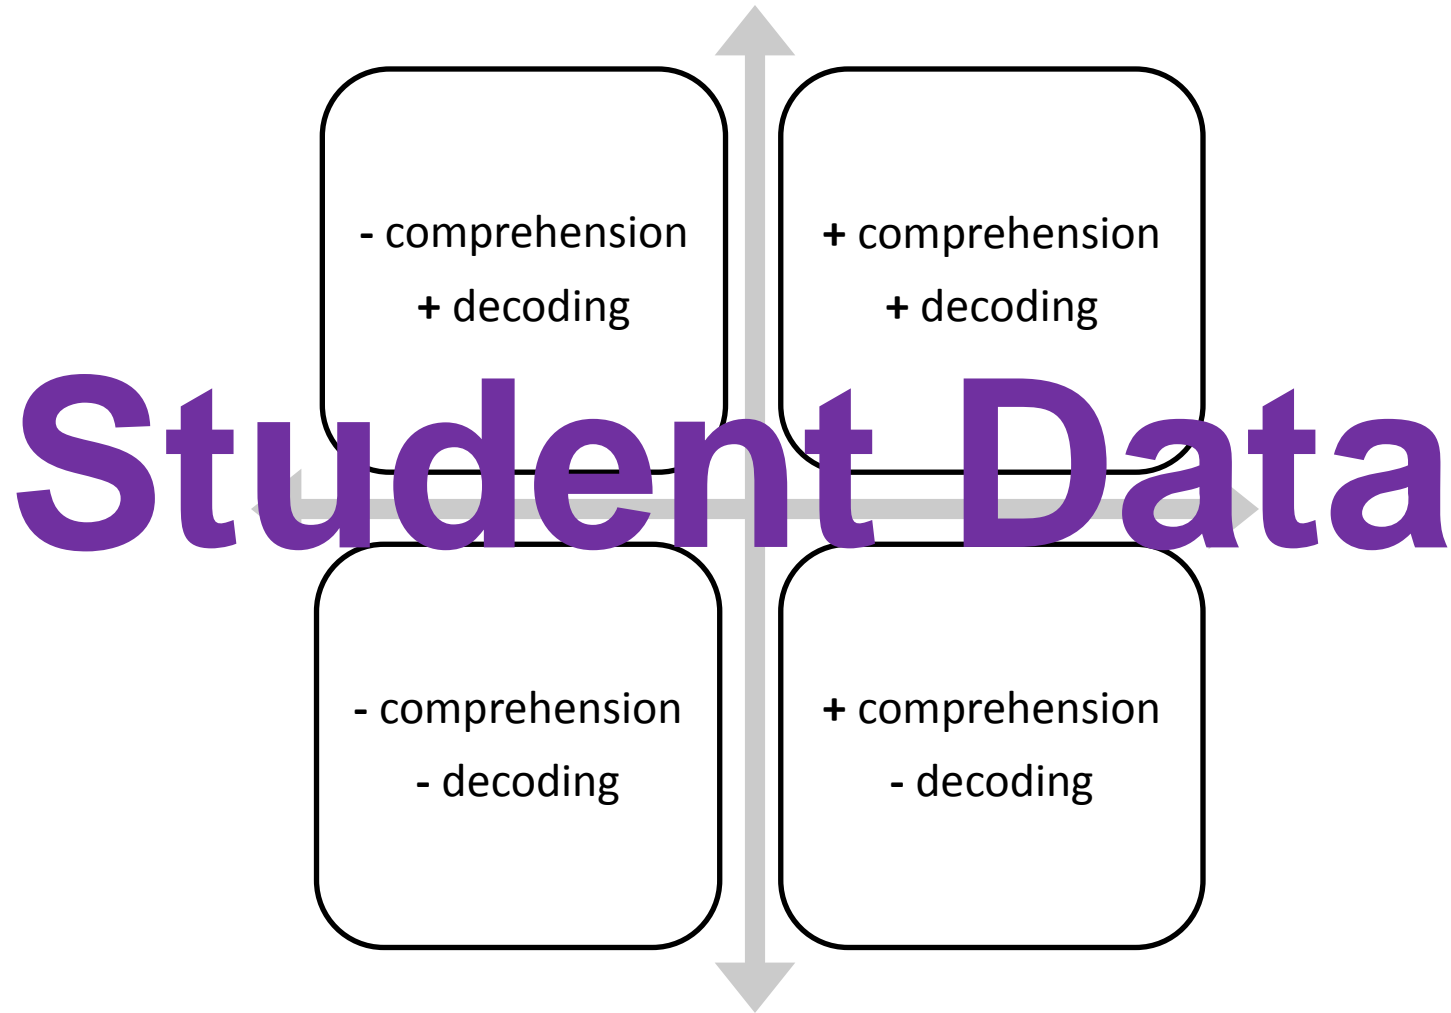 - comprehension
+ decoding
+ comprehension
+ decoding
Student Data
- comprehension
- decoding
+ comprehension
- decoding